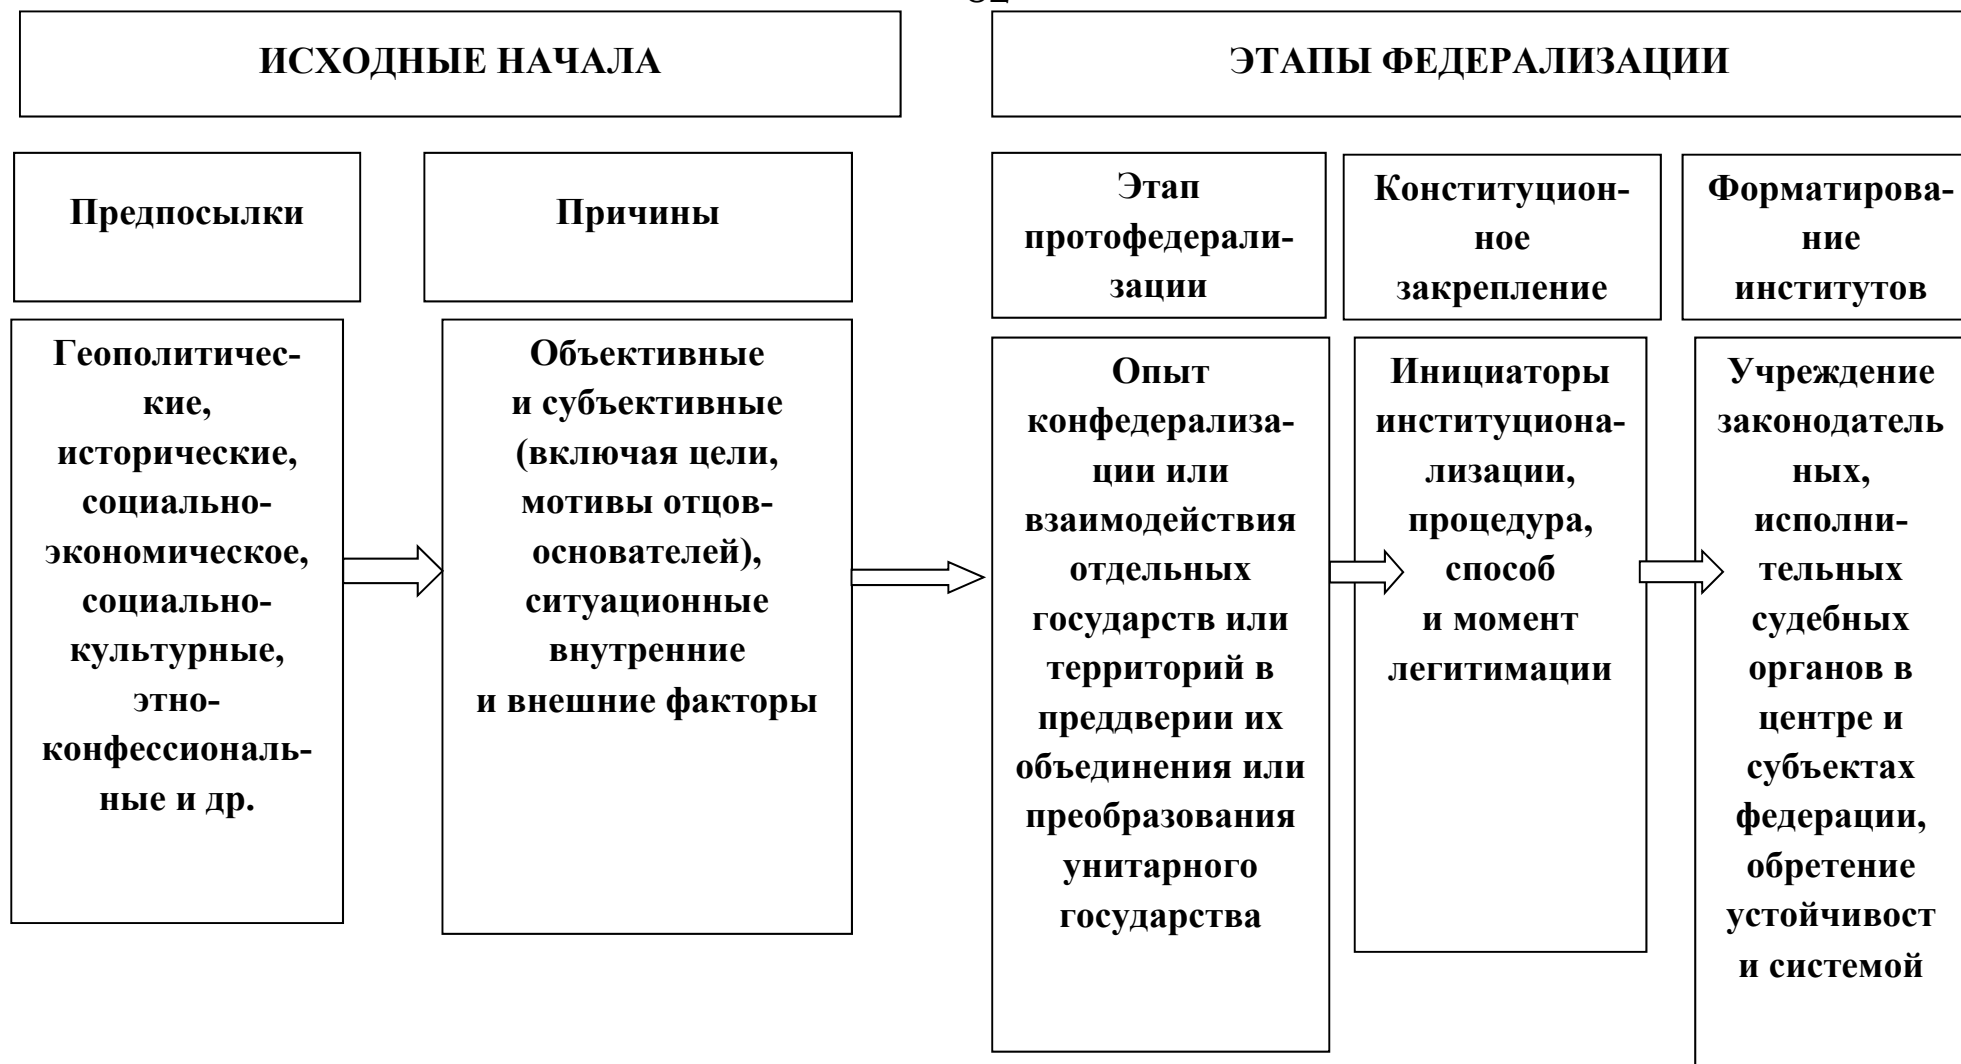 ИСХОДНЫЕ НАЧАЛА
ЭТАПЫ ФЕДЕРАЛИЗАЦИИ
Предпосылки
Причины
Этап
протофедерали-
зации
Конституцион-
ное
закрепление
Форматирова-
ние
институтов
Геополитичес-
кие,
исторические,
социально-
экономическое,
социально-
культурные,
этно-
конфессиональ-
ные и др.
Объективные
и субъективные
(включая цели,
мотивы отцов-
основателей),
ситуационные
внутренние
и внешние факторы
Опыт
конфедерализа-
ции или
взаимодействия
отдельных
государств или
территорий в
преддверии их
объединения или
преобразования
унитарного
государства
Инициаторы
институциона-
лизации,
процедура,
способ
и момент
легитимации
Учреждение
законодатель
ных,
исполни-
тельных
судебных
органов в
центре и
субъектах
федерации,
обретение
устойчивост
и системой